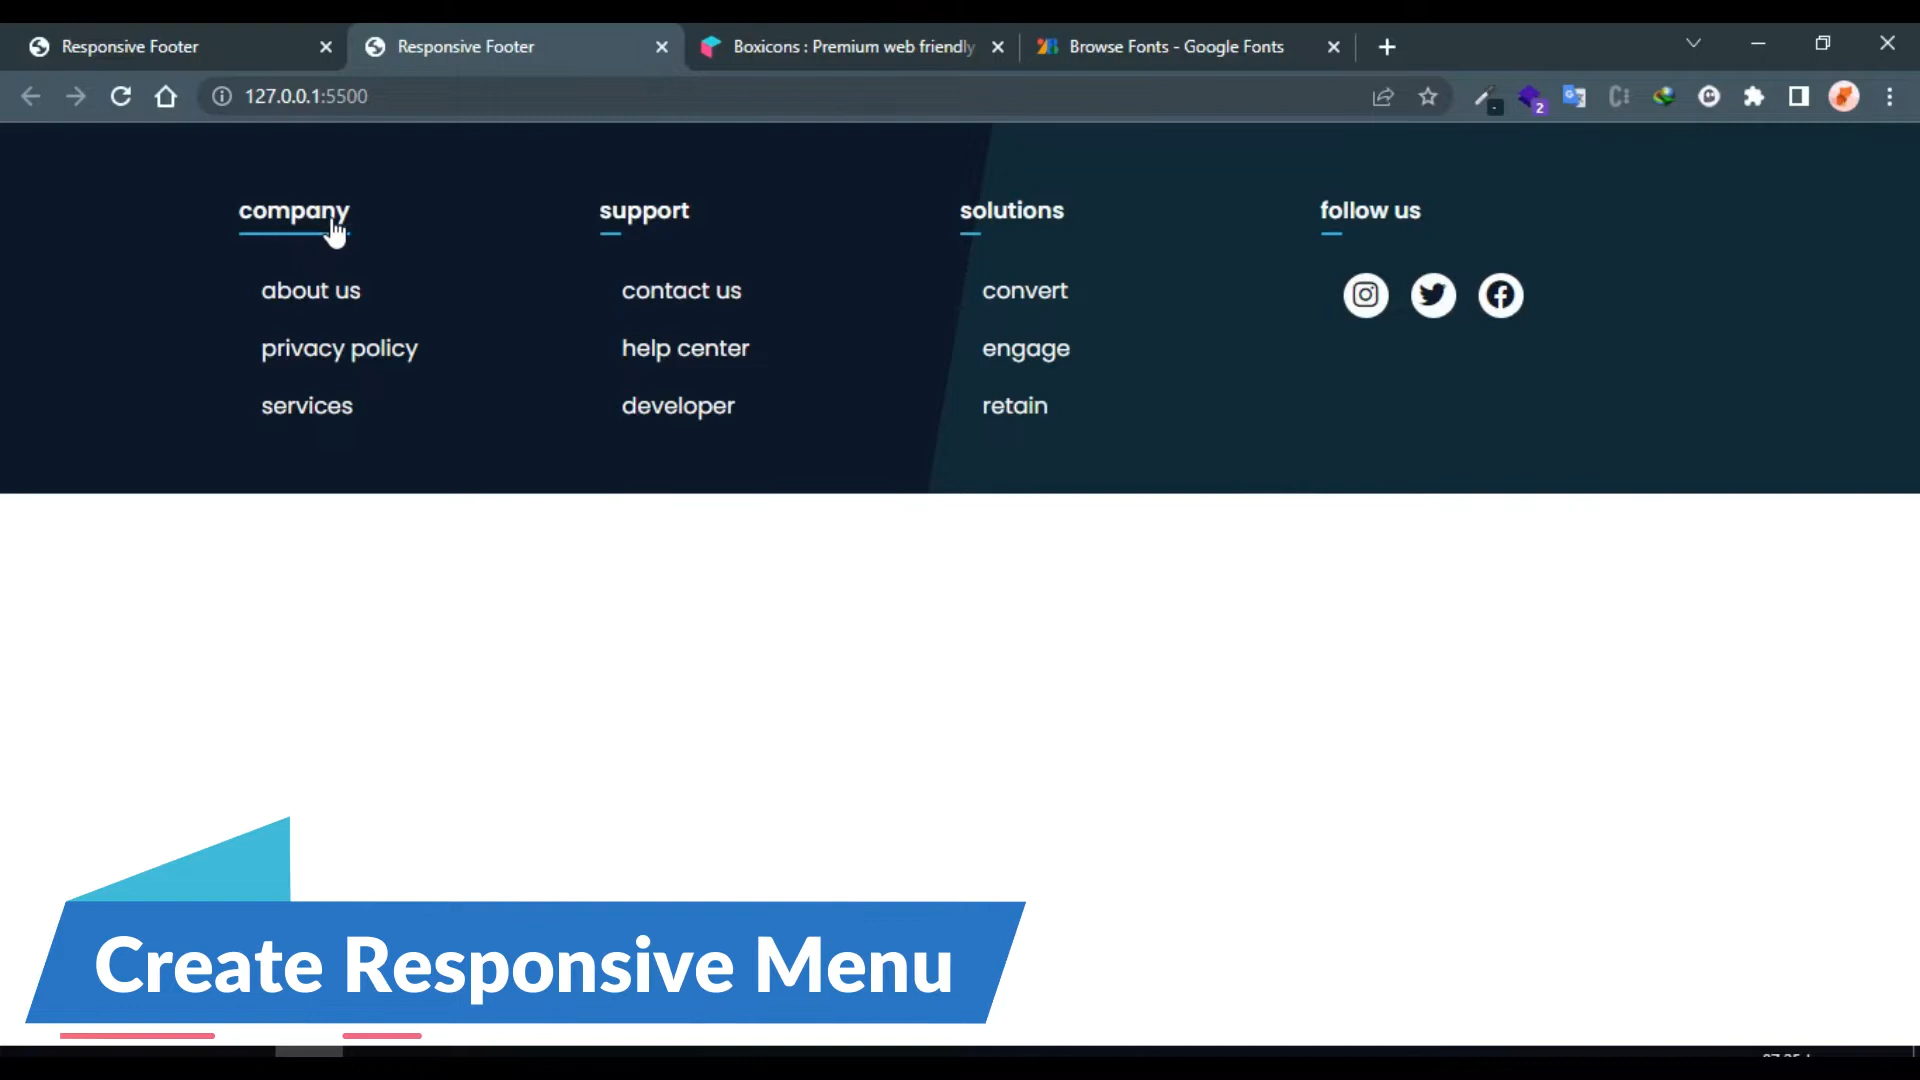 Responsive Footer
Responsive Footer
Boxicons : Premium web friendly
Browse Fonts - Google Fonts
127.0.0.1:5500
2
company
support
solutions
follow us
about us
contact us
convert
privacy policy
help center
engage
services
developer
retain
Create Responsive Menu